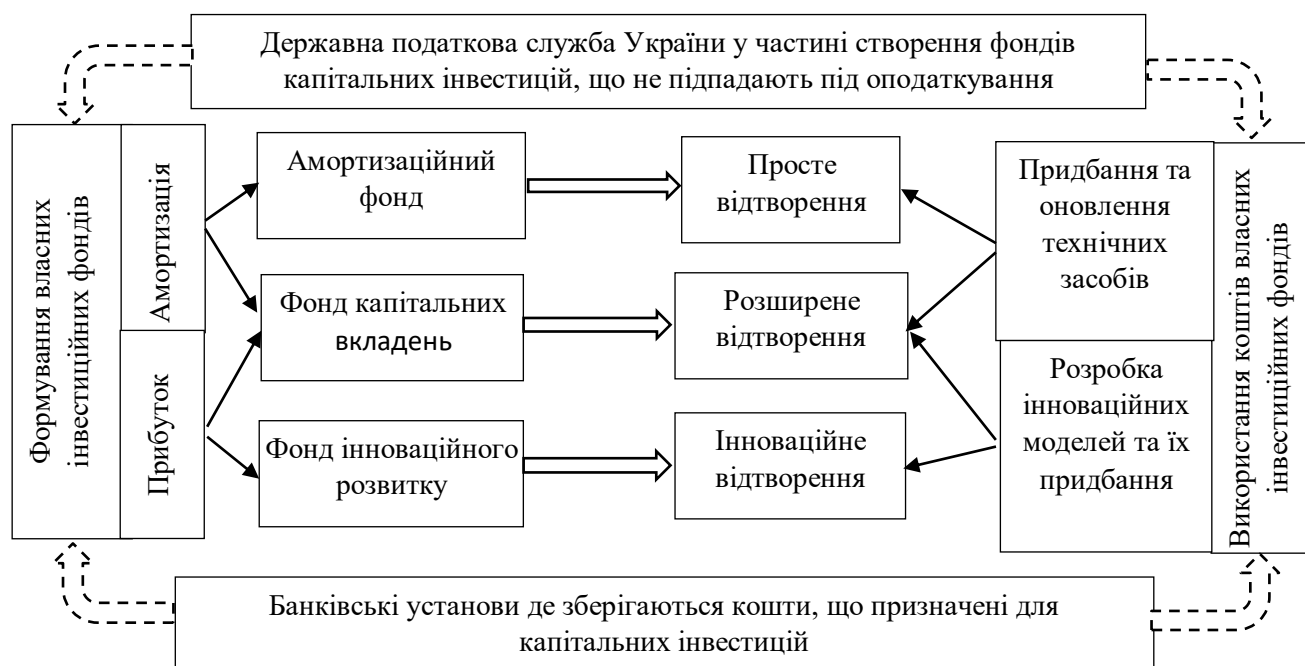 Державна податкова служба України у частині створення фондів
капітальних інвестицій, що не підпадають під оподаткування
Формування власних
інвестиційних фондів
Амортизація
Прибуток
Амортизаційний
фонд
Просте
відтворення
Придбання та
оновлення
технічних
засобів
Фонд капітальних
вкладень
Розширене
відтворення
Розробка
інноваційних
моделей та їх
придбання
Фонд інноваційного
розвитку
Інноваційне
відтворення
Використання коштів власних
інвестиційних фондів
Банківські установи де зберігаються кошти, що призначені для
капітальних інвестицій